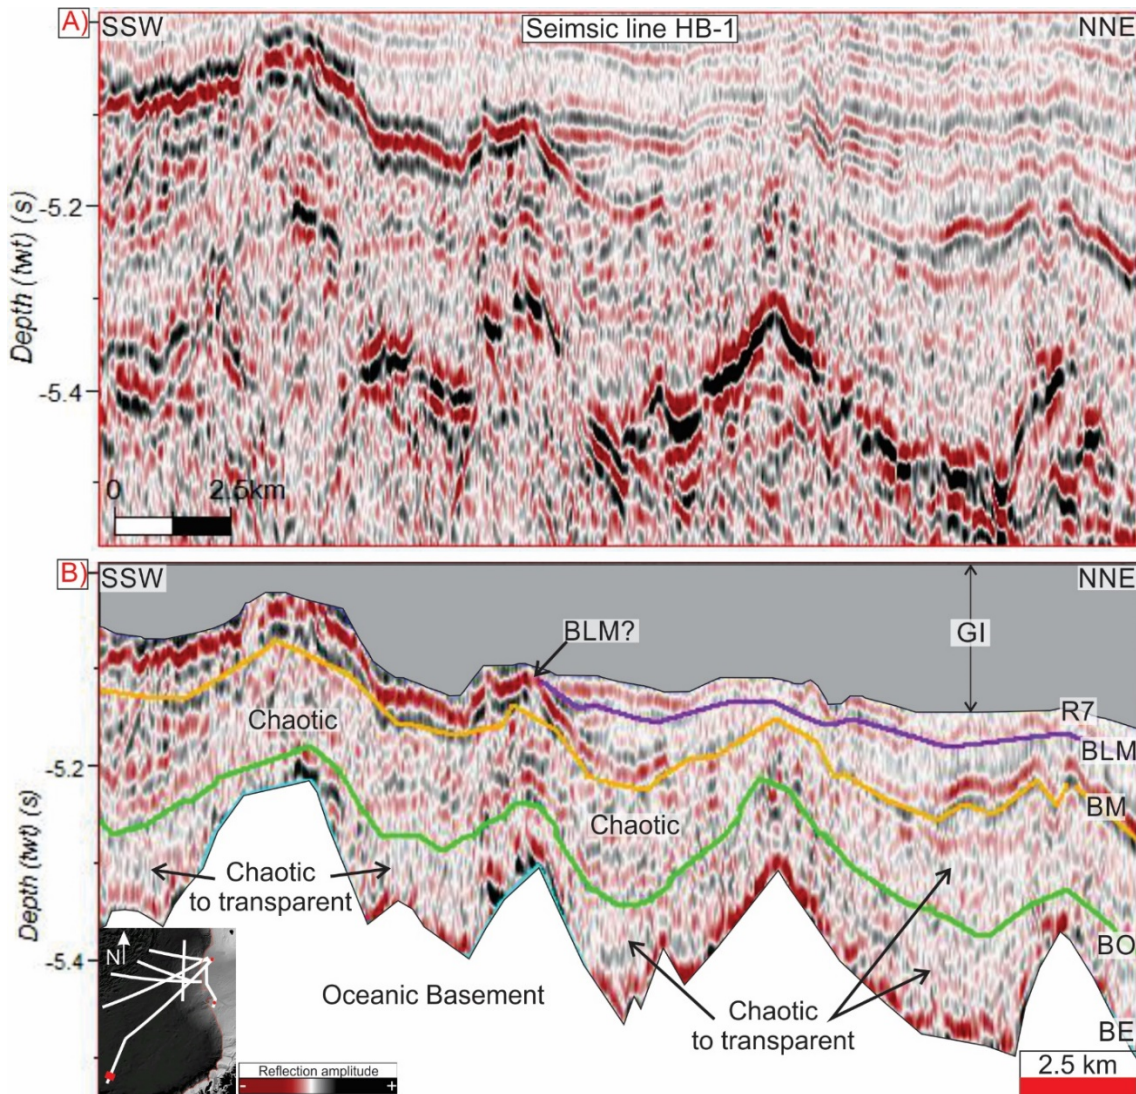 A)
SSW
Seimsic line HB-1
NNE
Depth (twt) (s)
-5.2
-5.4
0
2.5km
B)
SSW
NNE
GI
BLM?
R7
BLM
Chaotic
BM
Depth (twt) (s)
-5.2
Chaotic
Chaotic
to transparent
BO
-5.4
N
Oceanic Basement
Chaotic
to transparent
BE
Reflection amplitude
-
+
2.5 km